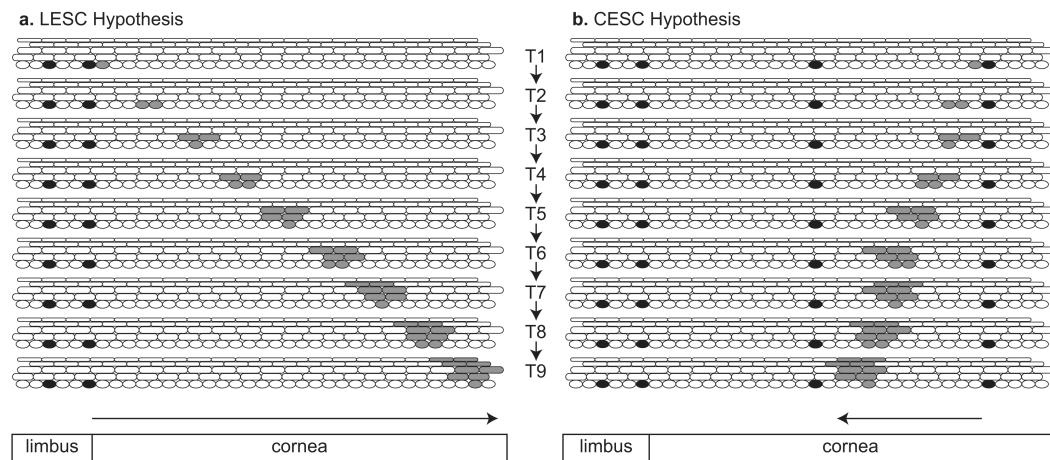 a. LESC Hypothesis
b. CESC Hypothesis
T1
T2
T3
T4
T5
T6
T7
T8
T9
limbus
cornea
limbus
cornea